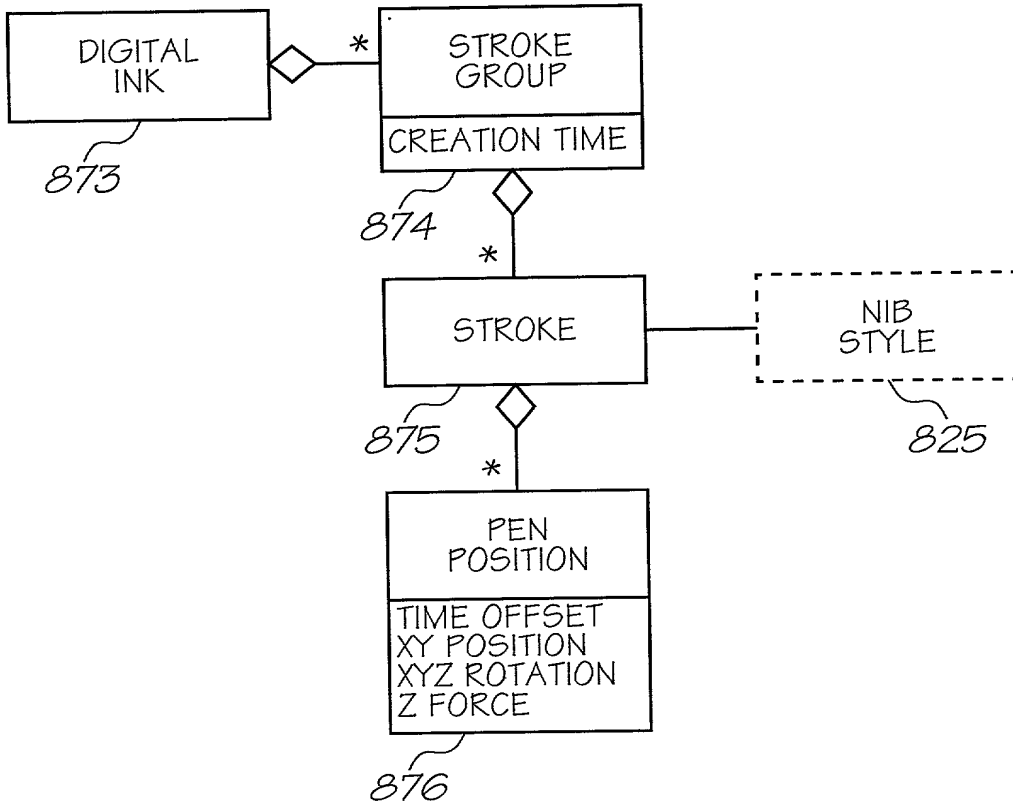 DIGITAL
INK
*
STROKE
GROUP
CREATION TIME
873
874
*
STROKE
NIB
STYLE
875
825
*
PEN
POSITION
TIME OFFSET
XY POSITION
XYZ ROTATION
Z FORCE
876